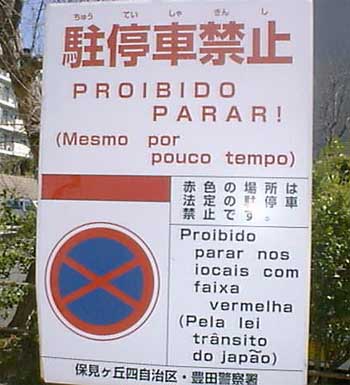 ちゅう てい しゃ きん し
駐停車禁止
PROIBIDO
PARAR!
(Mesmo por
pouco tempo)
赤色の場所は
法定の駐停車
禁止です。
Proibido
parar nos
iocais com
faixa
vermelha
(Pela lei
trânsito
do japão)
保見ヶ丘四自治区・豊田警察署